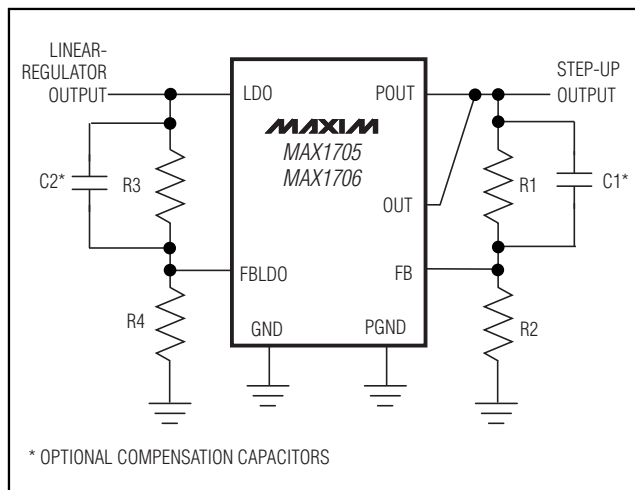 LINEAR-
REGULATOR
OUTPUT
STEP-UP
OUTPUT
LDO
POUT
MAXIM
MAX1705
MAX1706
C2*
R3
R1
C1*
OUT
FBLDO
FB
R4
R2
GND
PGND
* OPTIONAL COMPENSATION CAPACITORS